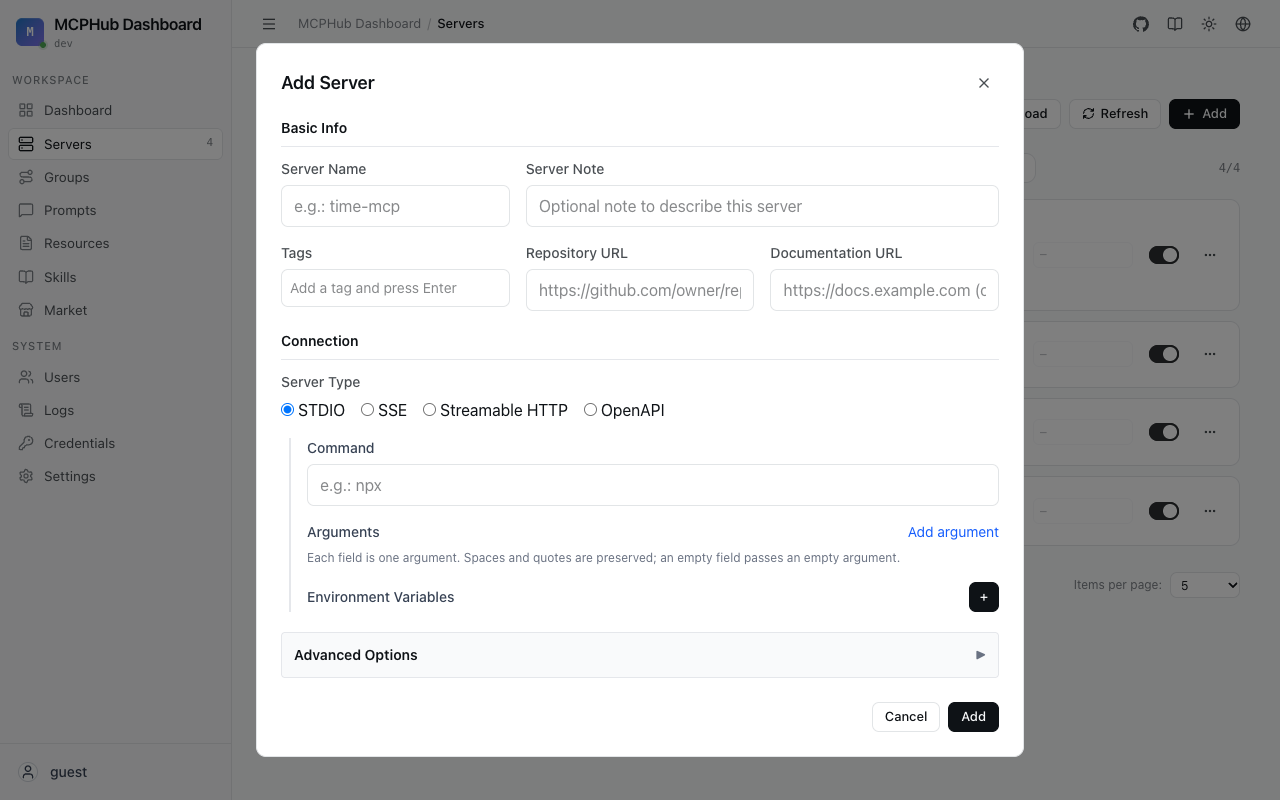 M
MCPHub Dashboard
dev
WORKSPACE
Dashboard
Servers 4
Groups
Prompts
Resources
Skills
Market
SYSTEM
Users
Logs
Credentials
Settings
guest
MCPHub Dashboard / Servers
Refresh
+ Add
4/4
Items per page: 5
Add Server
Basic Info
Server Name
Server Note
e.g.: time-mcp
Optional note to describe this server
Tags
Repository URL
Documentation URL
Add a tag and press Enter
https://github.com/owner/re
https://docs.example.com (
Connection
Server Type
STDIO SSE Streamable HTTP OpenAPI
Command
e.g.: npx
Arguments
Add argument
Each field is one argument. Spaces and quotes are preserved; an empty field passes an empty argument.
Environment Variables
+
Advanced Options
Cancel
Add